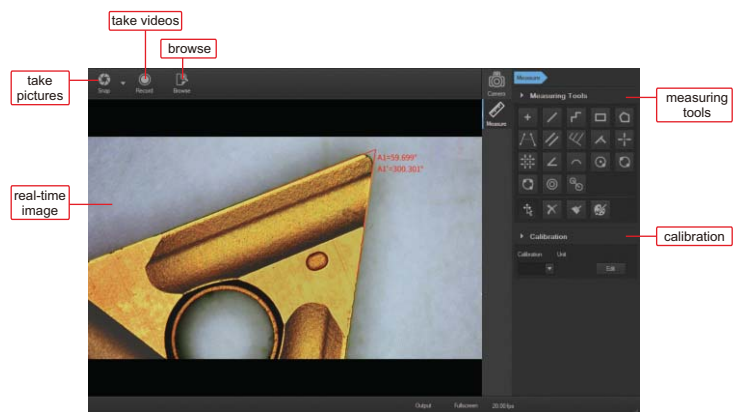 take videos
browse
take
pictures
Snap
Record
Browse
Camera
Measure
Measure
Measuring Tools
measuring
tools
A1=59.699°
A1'=300.301°
real-time
image
Calibration
calibration
Calibration Unit
Edit
Output Fullscreen 20.00 fps